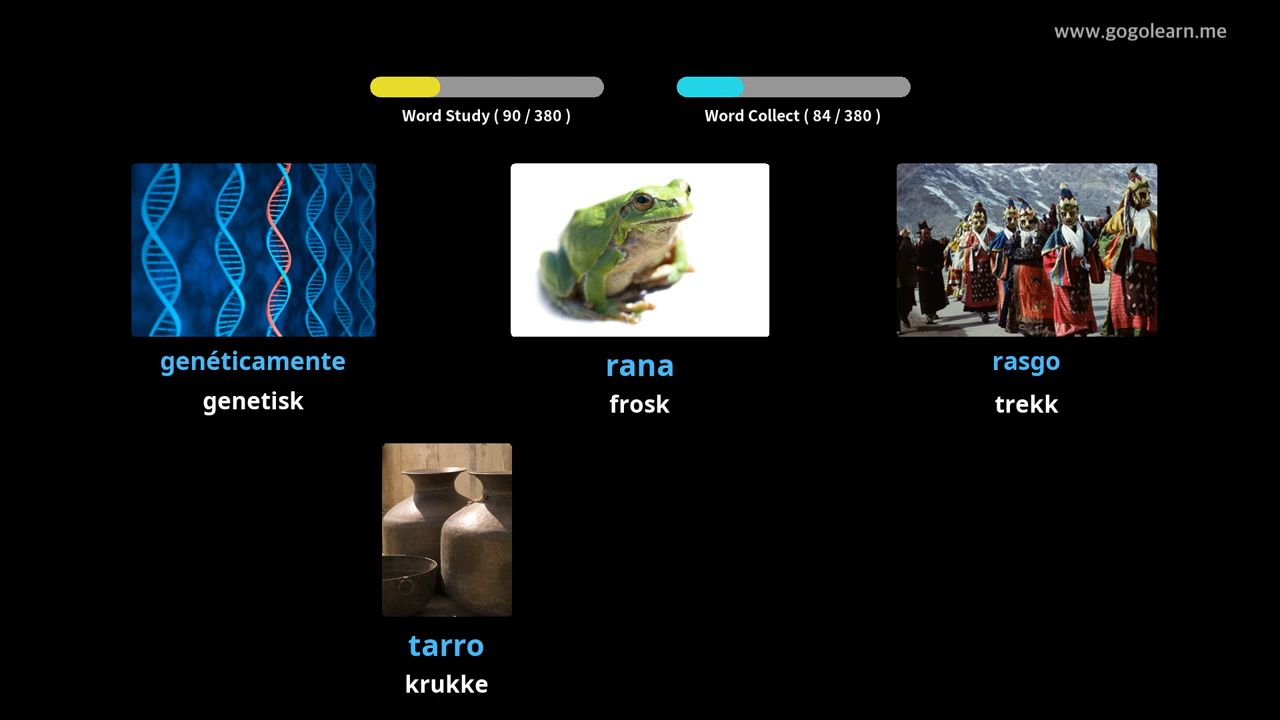 www.gogolearn.me
Word Study ( 90 / 380 )
Word Collect ( 84 / 380 )
genéticamente
genetisk
rana
frosk
rasgo
trekk
tarro
krukke